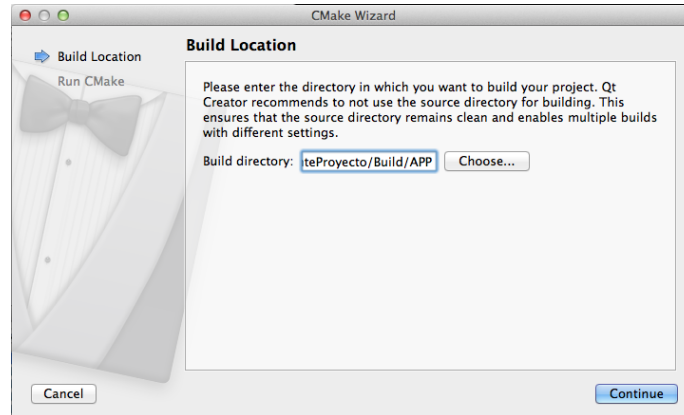 CMake Wizard
Build Location
Run CMake
Build Location
Please enter the directory in which you want to build your project. Qt
Creator recommends to not use the source directory for building. This
ensures that the source directory remains clean and enables multiple builds
with different settings.
Build directory: teProyecto/Build/APP Choose...
Cancel Continue